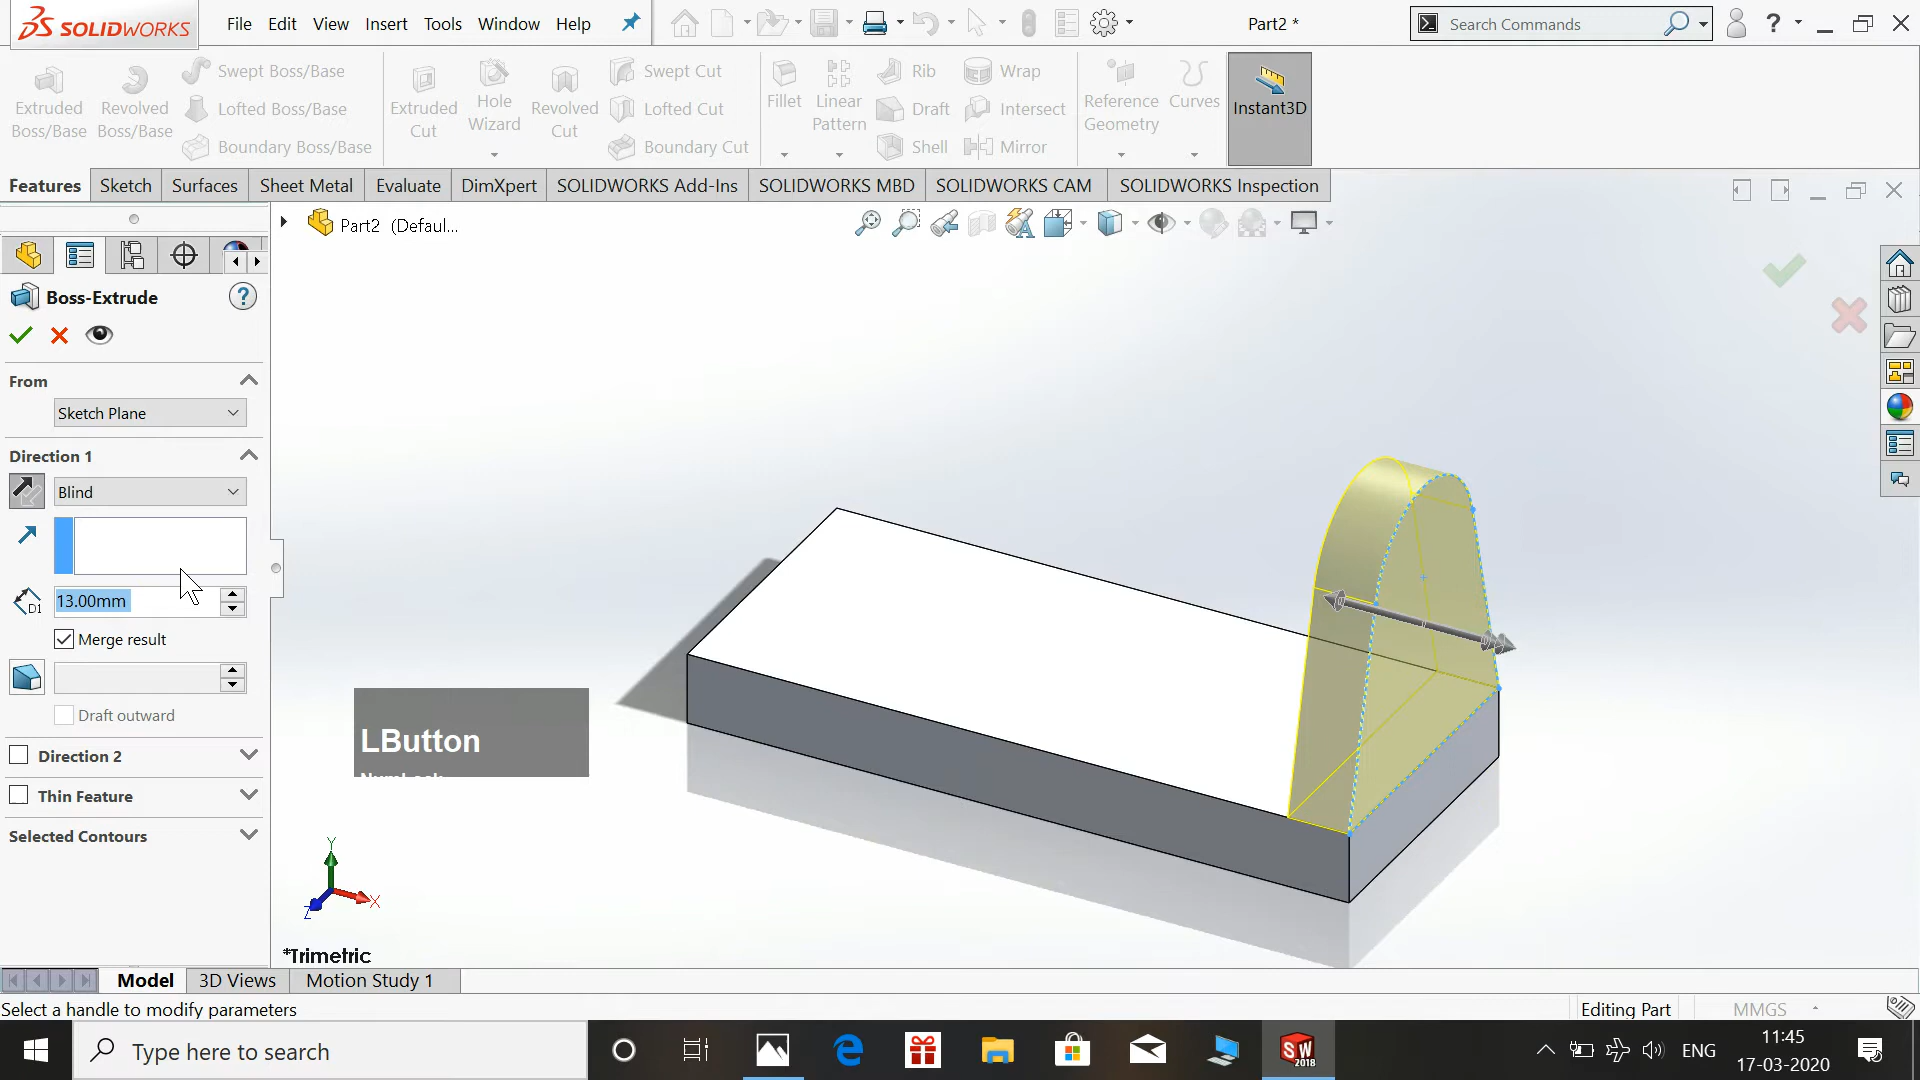 SOLIDWORKS File Edit View Insert Tools Window Help Part2 * Search Commands ?
Extruded Boss/Base
Revolved Boss/Base
Swept Boss/Base
Lofted Boss/Base
Boundary Boss/Base
Extruded Cut
Hole Wizard
Revolved Cut
Swept Cut
Lofted Cut
Boundary Cut
Fillet
Linear Pattern
Rib
Draft
Shell
Wrap
Intersect
Mirror
Reference Geometry
Curves
Instant3D
Features Sketch Surfaces Sheet Metal Evaluate DimXpert SOLIDWORKS Add-Ins SOLIDWORKS MBD SOLIDWORKS CAM SOLIDWORKS Inspection
Part2 (Defaul...
Boss-Extrude ?
From
Sketch Plane
Direction 1
Blind
D1 13.00mm
Merge result
Draft outward
Direction 2
Thin Feature
Selected Contours
LButton
Y
X
Z
*Trimetric
Model 3D Views Motion Study 1
Select a handle to modify parameters Editing Part MMGS
Type here to search SW 2018 ENG 11:45
17-03-2020